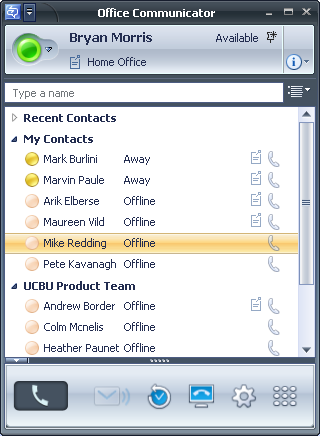 Office Communicator
Bryan Morris Available
Home Office
Type a name
Recent Contacts
My Contacts
Mark Burlini Away
Marvin Paule Away
Arik Elberse Offline
Maureen Vild Offline
Mike Redding Offline
Pete Kavanagh Offline
UCBU Product Team
Andrew Border Offline
Colm Mcnelis Offline
Heather Paunet Offline